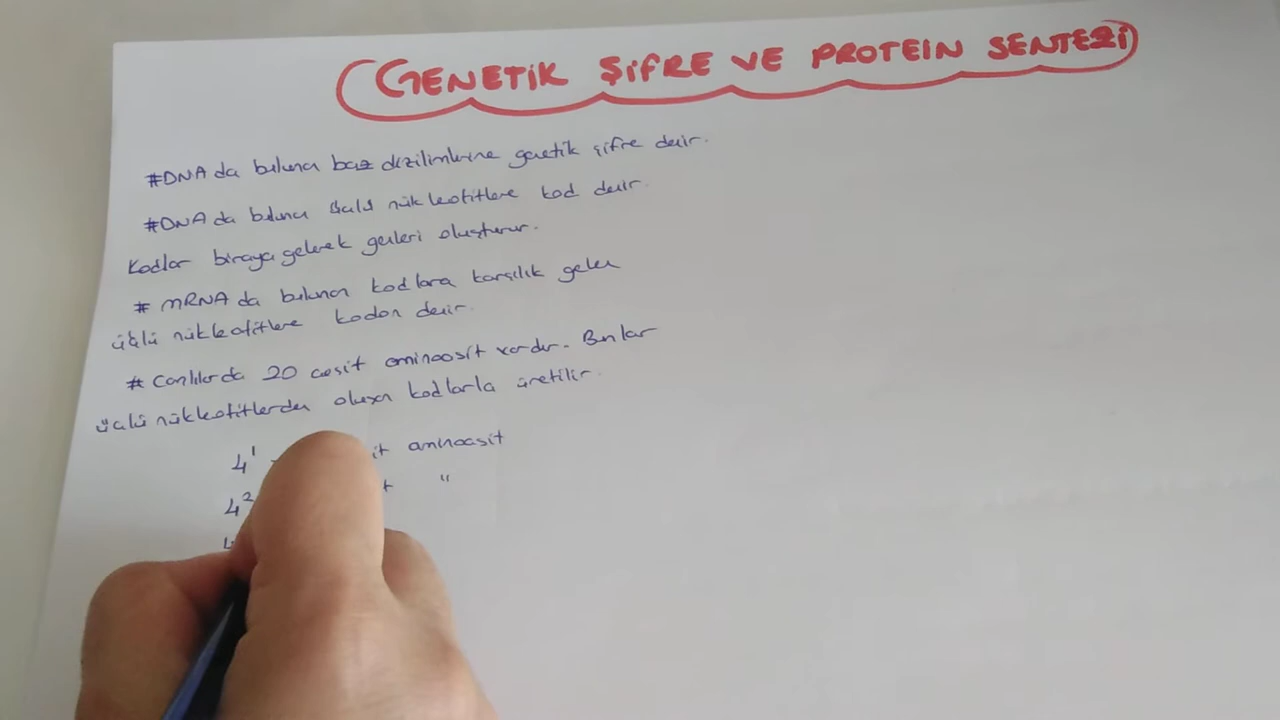 GENETİK ŞİFRE VE PROTEIN SENTEZİ
#DNA da bulunan baz dizilimlerine genetik şifre denir.
#DNA da bulunan üçlü nükleotitlere kod denir.
Kodlar biraraya gelerek genleri oluşturur.
# mRNA da bulunan kodlara karşılık gelen
üçlü nükleotitlere kodon denir.
# Canlılarda 20 çeşit aminoasit vardır. Bunlar
üçlü nükleotitlerden oluşan kodlarla üretilir.
4¹ it aminoasit
4² t "
4